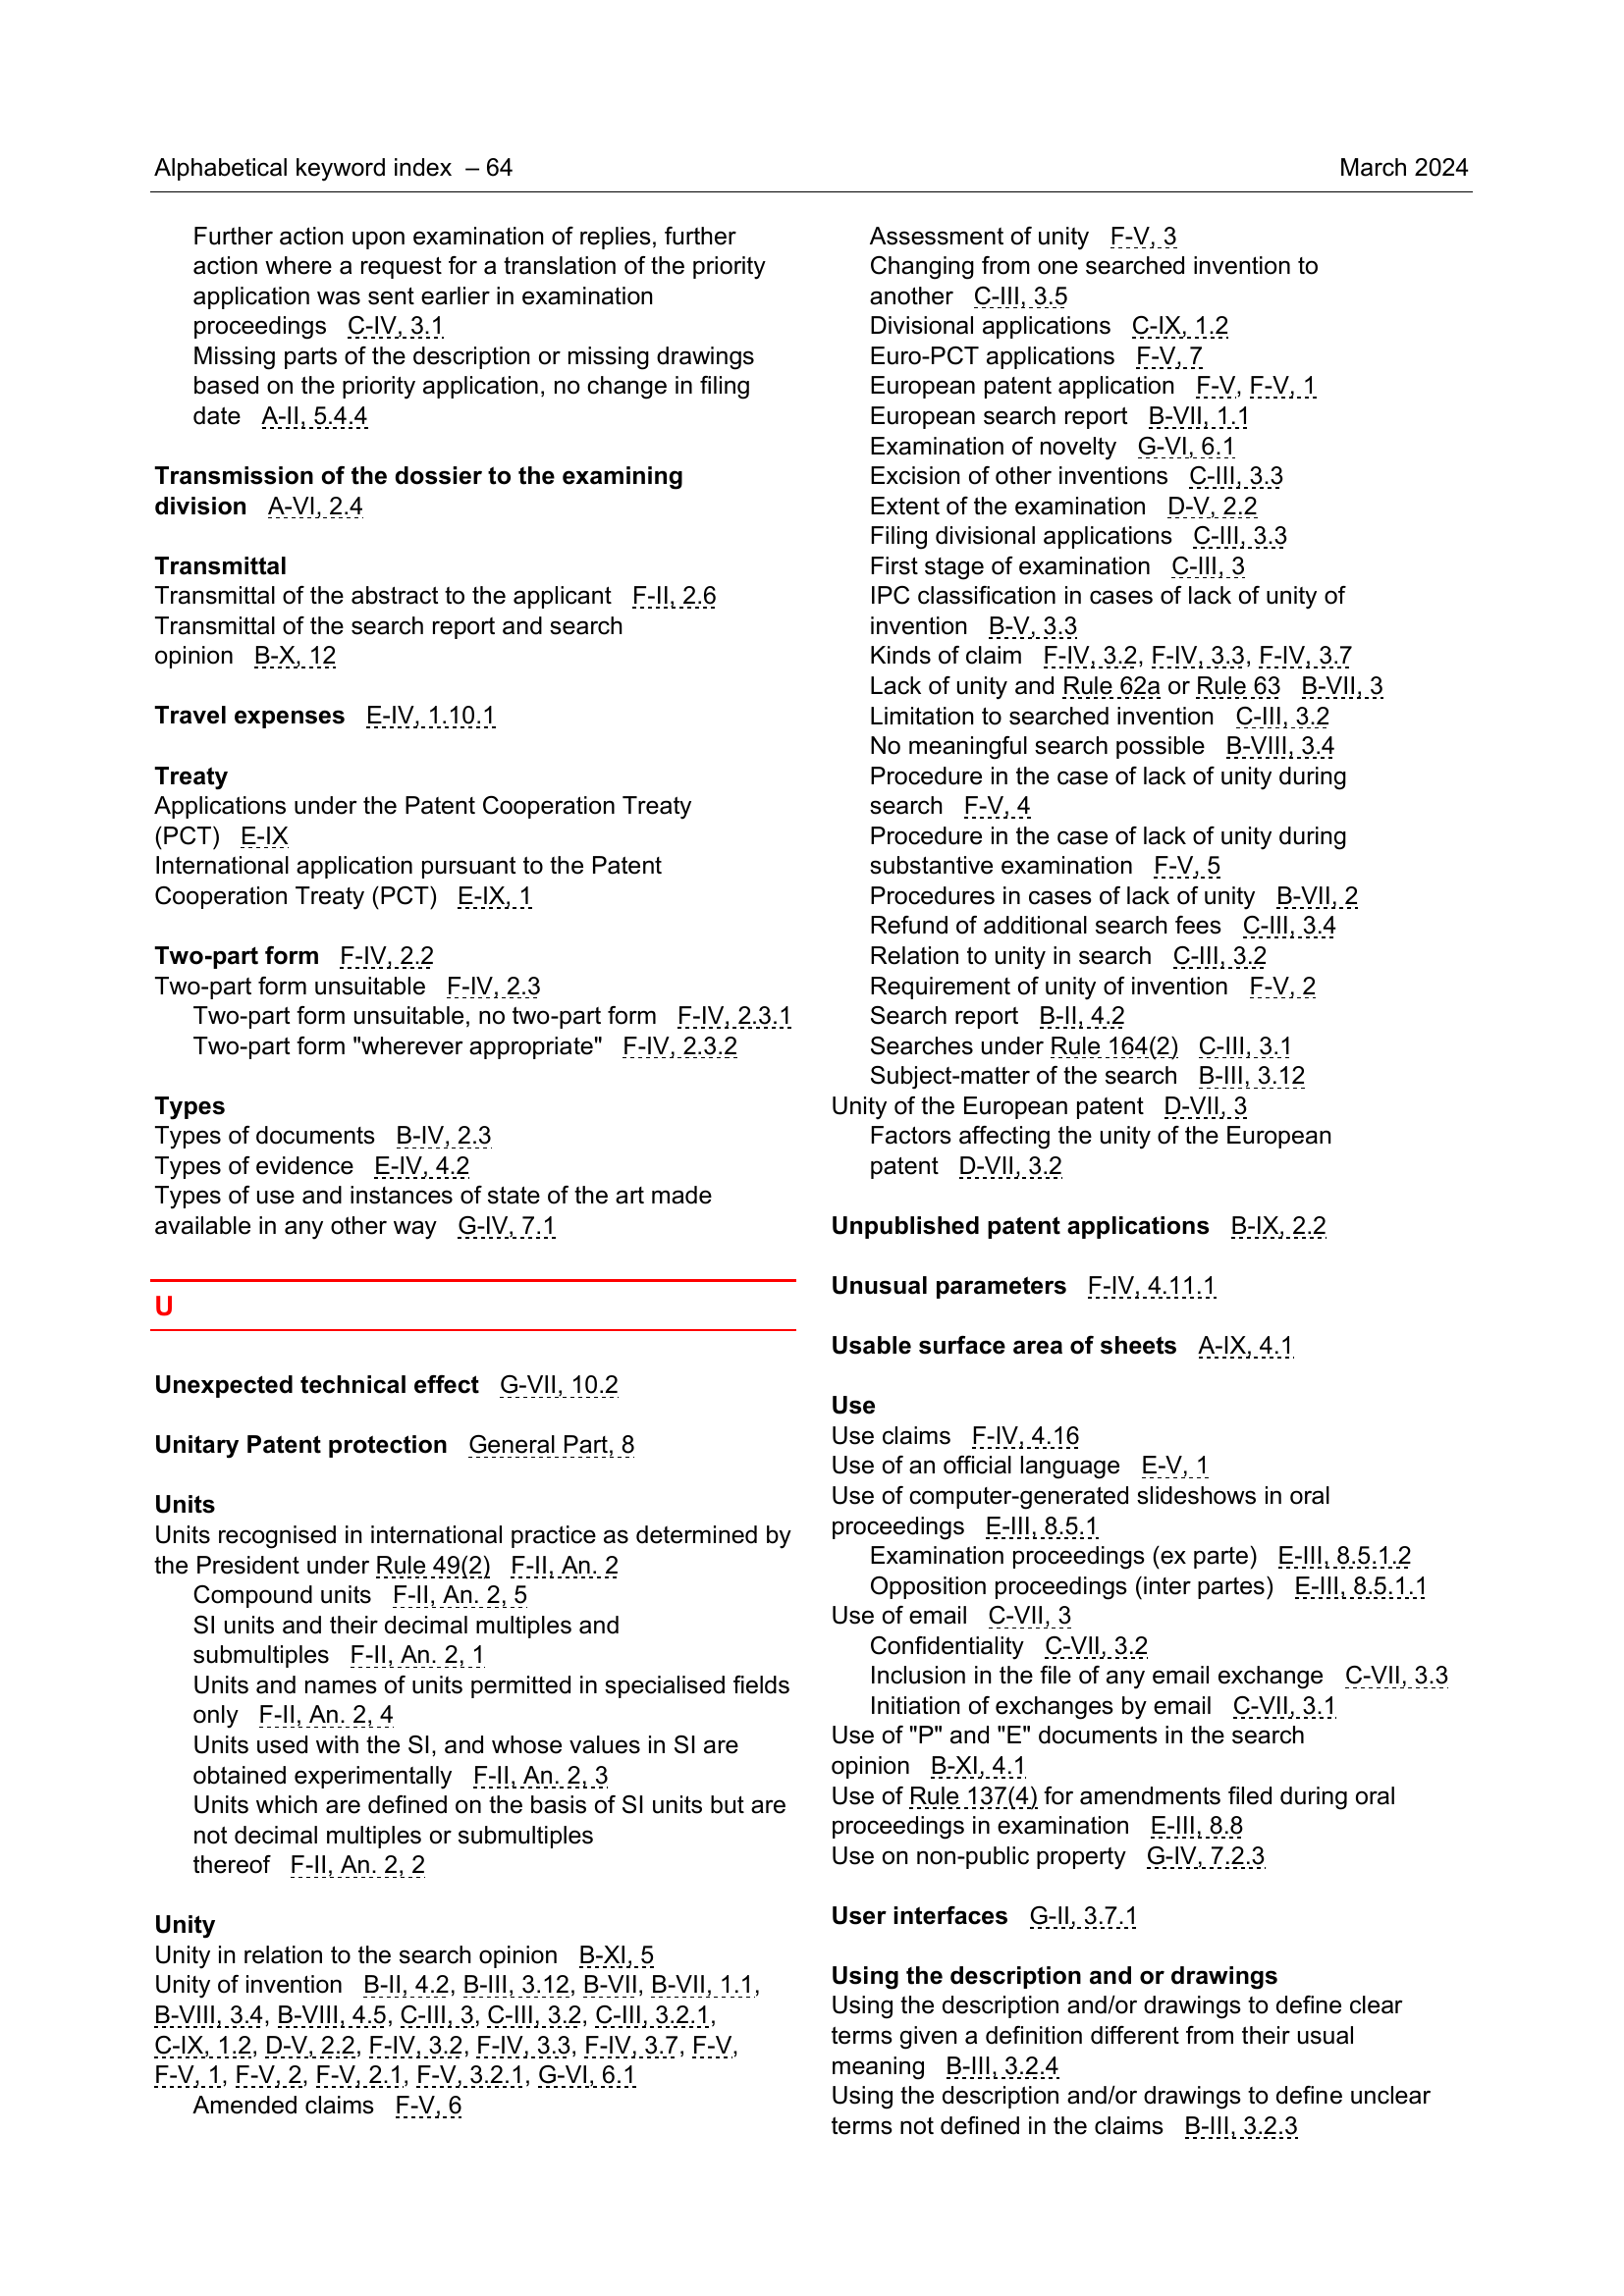 Alphabetical keyword index – 64
March 2024
Further action upon examination of replies, further
action where a request for a translation of the priority
application was sent earlier in examination
proceedings C-IV, 3.1
Missing parts of the description or missing drawings
based on the priority application, no change in filing
date A-II, 5.4.4
Transmission of the dossier to the examining
division A-VI, 2.4
Transmittal
Transmittal of the abstract to the applicant F-II, 2.6
Transmittal of the search report and search
opinion B-X, 12
Travel expenses E-IV, 1.10.1
Treaty
Applications under the Patent Cooperation Treaty
(PCT) E-IX
International application pursuant to the Patent
Cooperation Treaty (PCT) E-IX, 1
Two-part form F-IV, 2.2
Two-part form unsuitable F-IV, 2.3
Two-part form unsuitable, no two-part form F-IV, 2.3.1
Two-part form "wherever appropriate" F-IV, 2.3.2
Types
Types of documents B-IV, 2.3
Types of evidence E-IV, 4.2
Types of use and instances of state of the art made
available in any other way G-IV, 7.1
U
Unexpected technical effect G-VII, 10.2
Unitary Patent protection General Part, 8
Units
Units recognised in international practice as determined by
the President under Rule 49(2) F-II, An. 2
Compound units F-II, An. 2, 5
SI units and their decimal multiples and
submultiples F-II, An. 2, 1
Units and names of units permitted in specialised fields
only F-II, An. 2, 4
Units used with the SI, and whose values in SI are
obtained experimentally F-II, An. 2, 3
Units which are defined on the basis of SI units but are
not decimal multiples or submultiples
thereof F-II, An. 2, 2
Unity
Unity in relation to the search opinion B-XI, 5
Unity of invention B-II, 4.2, B-III, 3.12, B-VII, B-VII, 1.1,
B-VIII, 3.4, B-VIII, 4.5, C-III, 3, C-III, 3.2, C-III, 3.2.1,
C-IX, 1.2, D-V, 2.2, F-IV, 3.2, F-IV, 3.3, F-IV, 3.7, F-V,
F-V, 1, F-V, 2, F-V, 2.1, F-V, 3.2.1, G-VI, 6.1
Amended claims F-V, 6
Assessment of unity F-V, 3
Changing from one searched invention to
another C-III, 3.5
Divisional applications C-IX, 1.2
Euro-PCT applications F-V, 7
European patent application F-V, F-V, 1
European search report B-VII, 1.1
Examination of novelty G-VI, 6.1
Excision of other inventions C-III, 3.3
Extent of the examination D-V, 2.2
Filing divisional applications C-III, 3.3
First stage of examination C-III, 3
IPC classification in cases of lack of unity of
invention B-V, 3.3
Kinds of claim F-IV, 3.2, F-IV, 3.3, F-IV, 3.7
Lack of unity and Rule 62a or Rule 63 B-VII, 3
Limitation to searched invention C-III, 3.2
No meaningful search possible B-VIII, 3.4
Procedure in the case of lack of unity during
search F-V, 4
Procedure in the case of lack of unity during
substantive examination F-V, 5
Procedures in cases of lack of unity B-VII, 2
Refund of additional search fees C-III, 3.4
Relation to unity in search C-III, 3.2
Requirement of unity of invention F-V, 2
Search report B-II, 4.2
Searches under Rule 164(2) C-III, 3.1
Subject-matter of the search B-III, 3.12
Unity of the European patent D-VII, 3
Factors affecting the unity of the European
patent D-VII, 3.2
Unpublished patent applications B-IX, 2.2
Unusual parameters F-IV, 4.11.1
Usable surface area of sheets A-IX, 4.1
Use
Use claims F-IV, 4.16
Use of an official language E-V, 1
Use of computer-generated slideshows in oral
proceedings E-III, 8.5.1
Examination proceedings (ex parte) E-III, 8.5.1.2
Opposition proceedings (inter partes) E-III, 8.5.1.1
Use of email C-VII, 3
Confidentiality C-VII, 3.2
Inclusion in the file of any email exchange C-VII, 3.3
Initiation of exchanges by email C-VII, 3.1
Use of "P" and "E" documents in the search
opinion B-XI, 4.1
Use of Rule 137(4) for amendments filed during oral
proceedings in examination E-III, 8.8
Use on non-public property G-IV, 7.2.3
User interfaces G-II, 3.7.1
Using the description and or drawings
Using the description and/or drawings to define clear
terms given a definition different from their usual
meaning B-III, 3.2.4
Using the description and/or drawings to define unclear
terms not defined in the claims B-III, 3.2.3